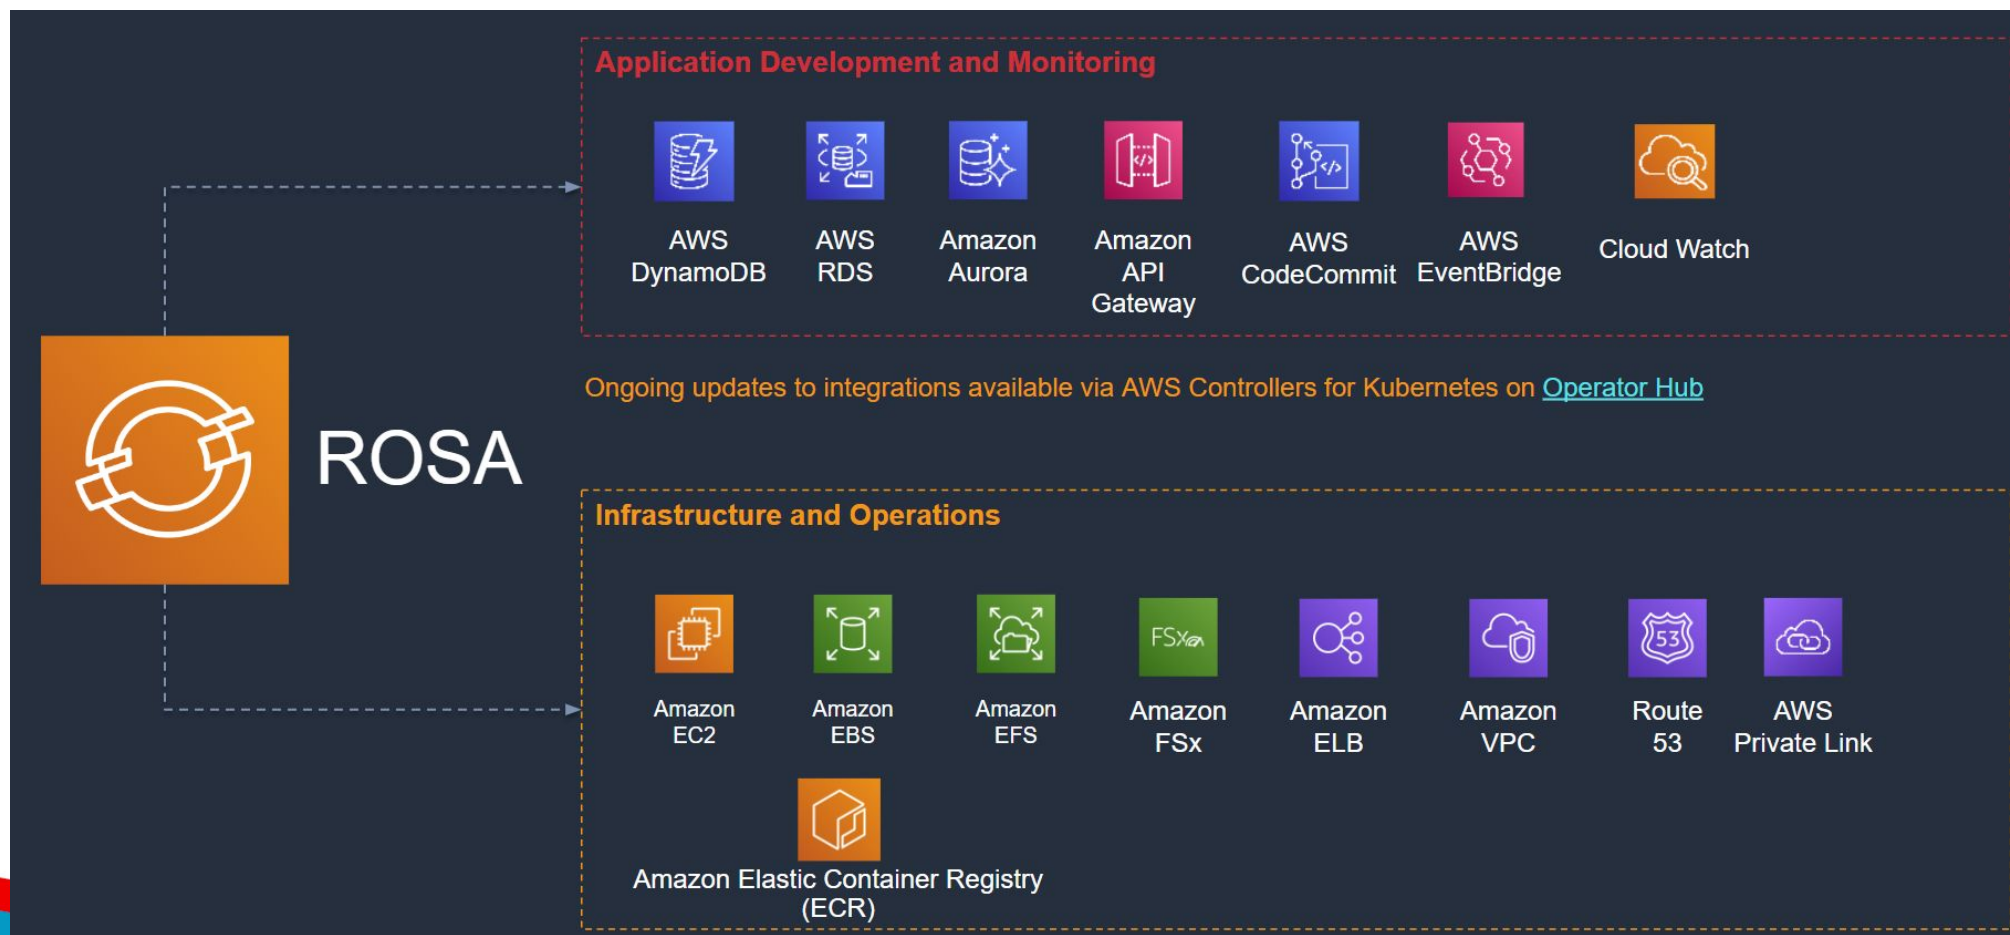 Application Development and Monitoring
AWS
DynamoDB
AWS
RDS
Amazon
Aurora
Amazon
API
Gateway
AWS
CodeCommit
AWS
EventBridge
Cloud Watch
Ongoing updates to integrations available via AWS Controllers for Kubernetes on Operator Hub
ROSA
Infrastructure and Operations
FSx
53
Amazon
EC2
Amazon
EBS
Amazon
EFS
Amazon
FSx
Amazon
ELB
Amazon
VPC
Route
53
AWS
Private Link
Amazon Elastic Container Registry
(ECR)